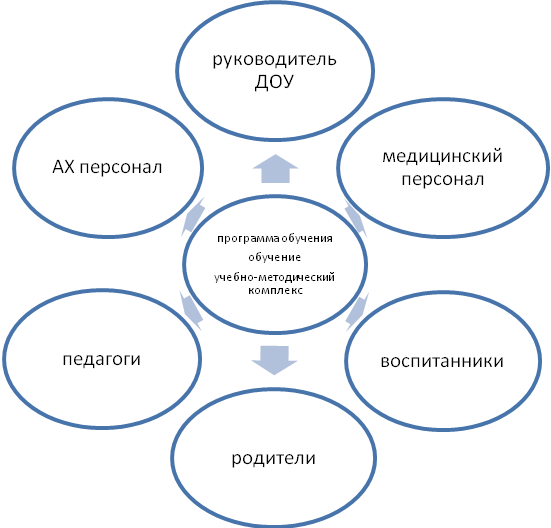 руководитель
ДОУ
АХ персонал
медицинский
персонал
программа обучения
обучение
учебно-методический
комплекс
педагоги
воспитанники
родители